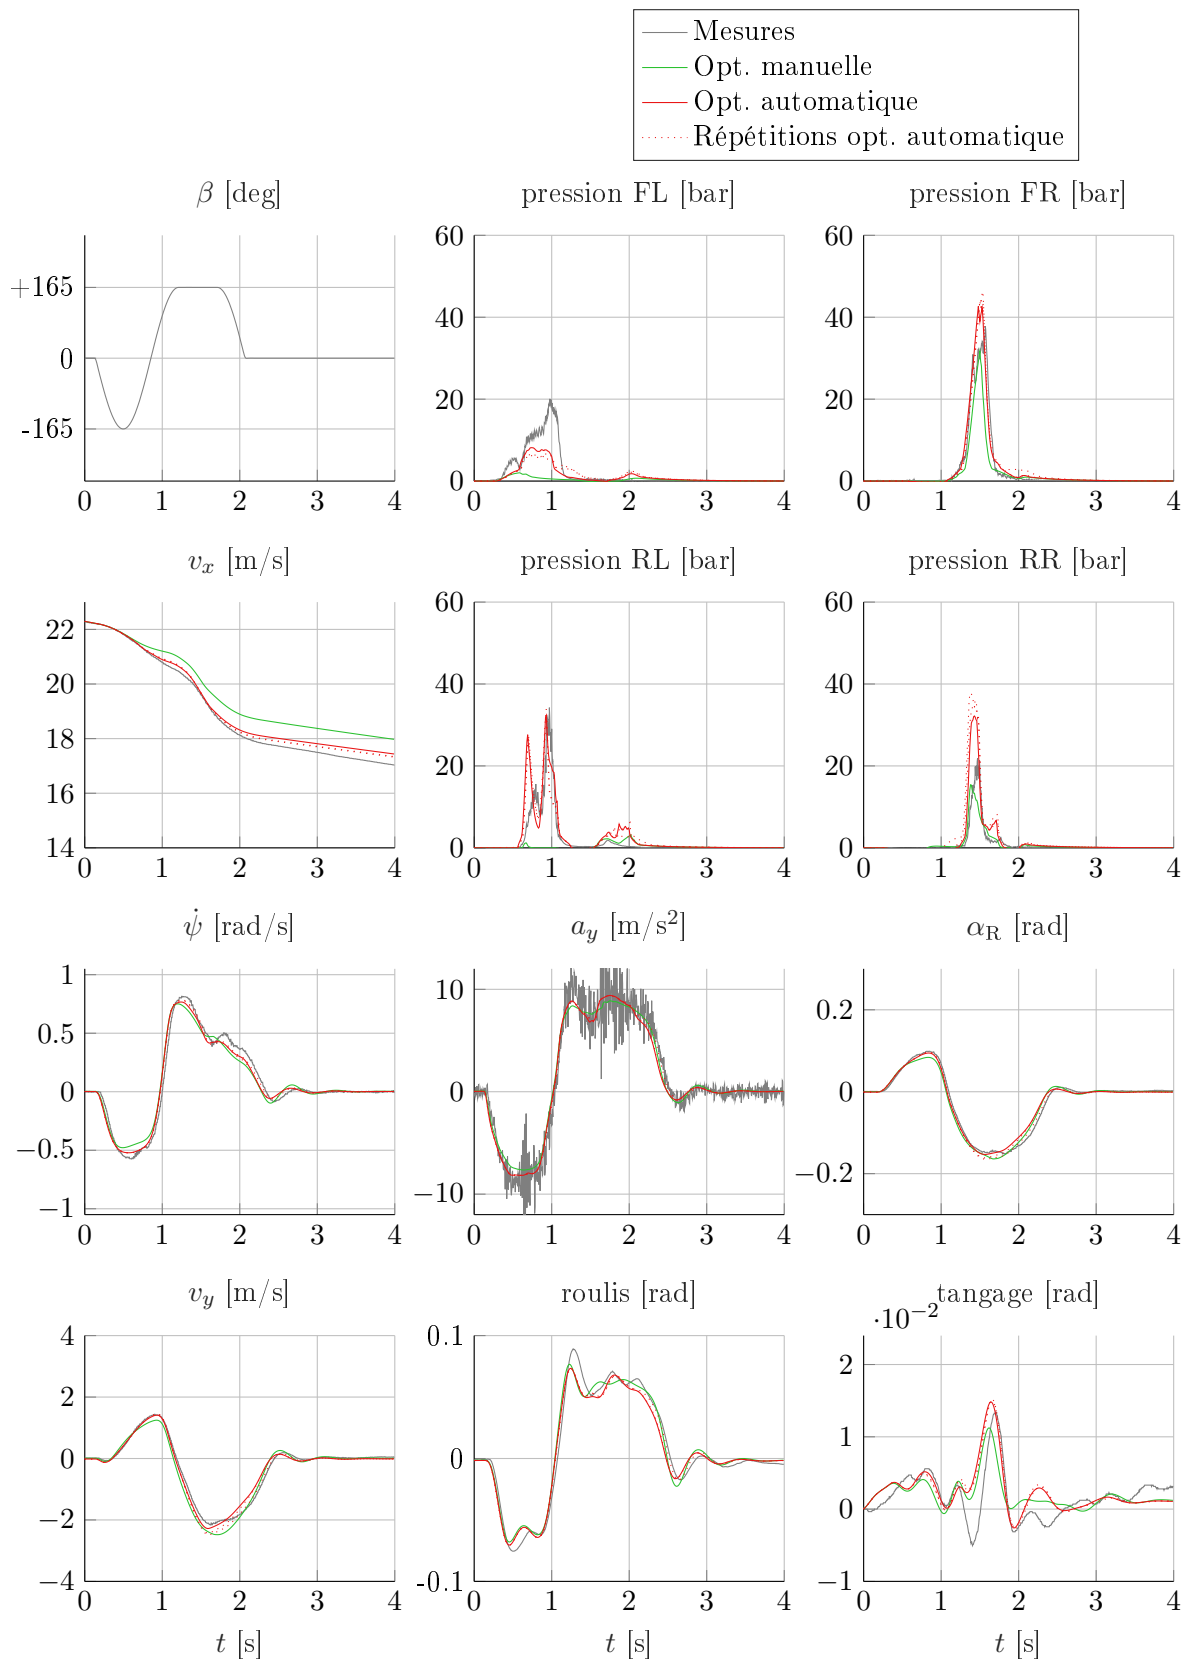 Mesures
Opt. manuelle
Opt. automatique
Répétitions opt. automatique
β [deg]
pression FL [bar]
pression FR [bar]
+165
0
-165
0 1 2 3 4
60
40
20
0
0 1 2 3 4
60
40
20
0
0 1 2 3 4
v_x [m/s]
pression RL [bar]
pression RR [bar]
22
20
18
16
14
0 1 2 3 4
60
40
20
0
0 1 2 3 4
60
40
20
0
0 1 2 3 4
ψ̇ [rad/s]
a_y [m/s²]
α_R [rad]
1
0.5
0
−0.5
−1
0 1 2 3 4
10
0
−10
0 1 2 3 4
0.2
0
−0.2
0 1 2 3 4
v_y [m/s]
roulis [rad]
tangage [rad]
4
2
0
−2
−4
0 1 2 3 4
t [s]
0.1
0
-0.1
0 1 2 3 4
t [s]
·10⁻²
2
1
0
−1
0 1 2 3 4
t [s]